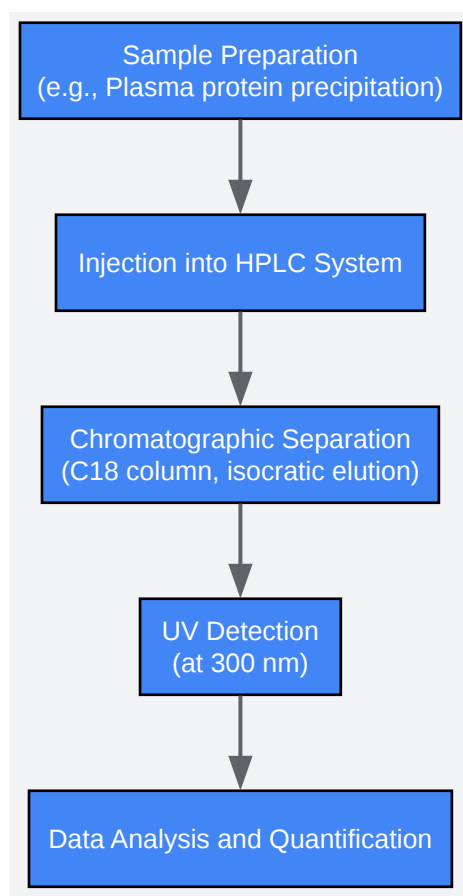 Sample Preparation
(e.g., Plasma protein precipitation)
Injection into HPLC System
Chromatographic Separation
(C18 column, isocratic elution)
UV Detection
(at 300 nm)
Data Analysis and Quantification